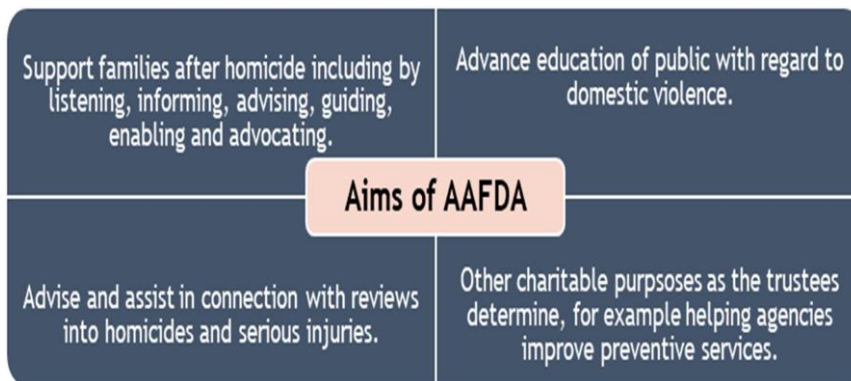 Support families after homicide including by
listening, informing, advising, guiding,
enabling and advocating.
Advance education of public with regard to
domestic violence.
Aims of AAFDA
Advise and assist in connection with reviews
into homicides and serious injuries.
Other charitable purpsoses as the trustees
determine, for example helping agencies
improve preventive services.